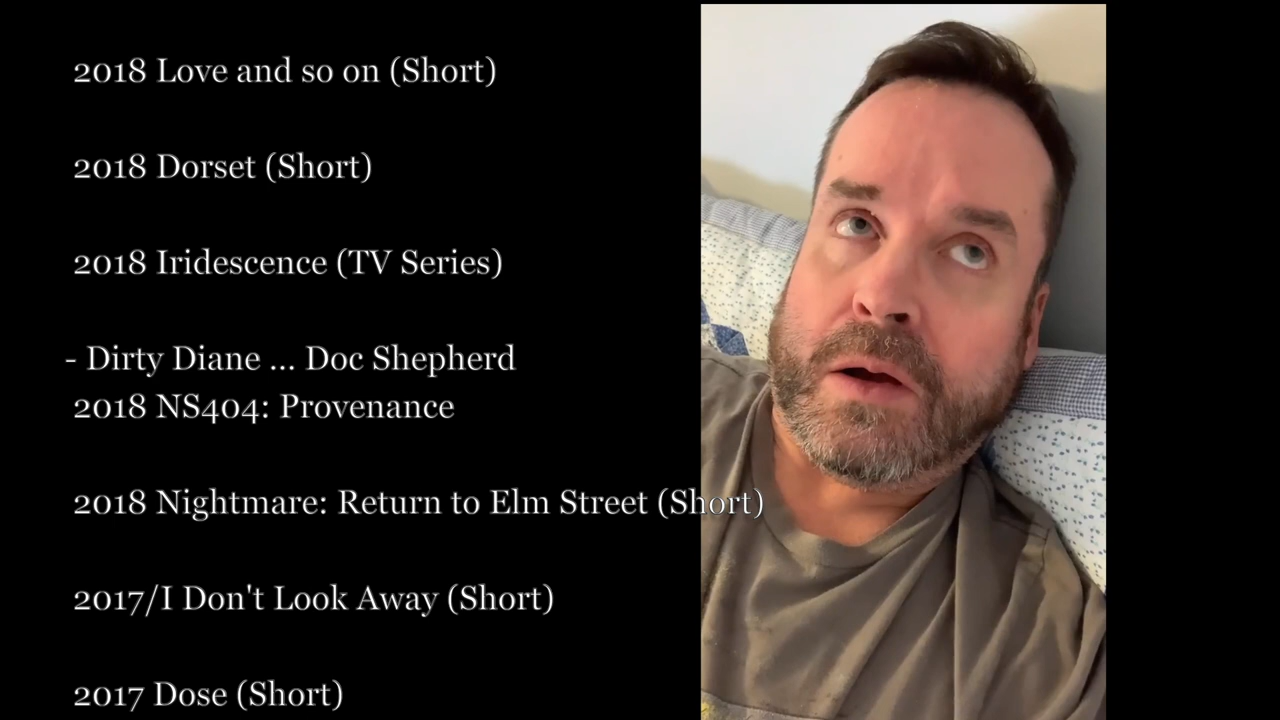 2018 Love and so on (Short)
2018 Dorset (Short)
2018 Iridescence (TV Series)
- Dirty Diane ... Doc Shepherd
2018 NS404: Provenance
2018 Nightmare: Return to Elm Street (Short)
2017/I Don't Look Away (Short)
2017 Dose (Short)